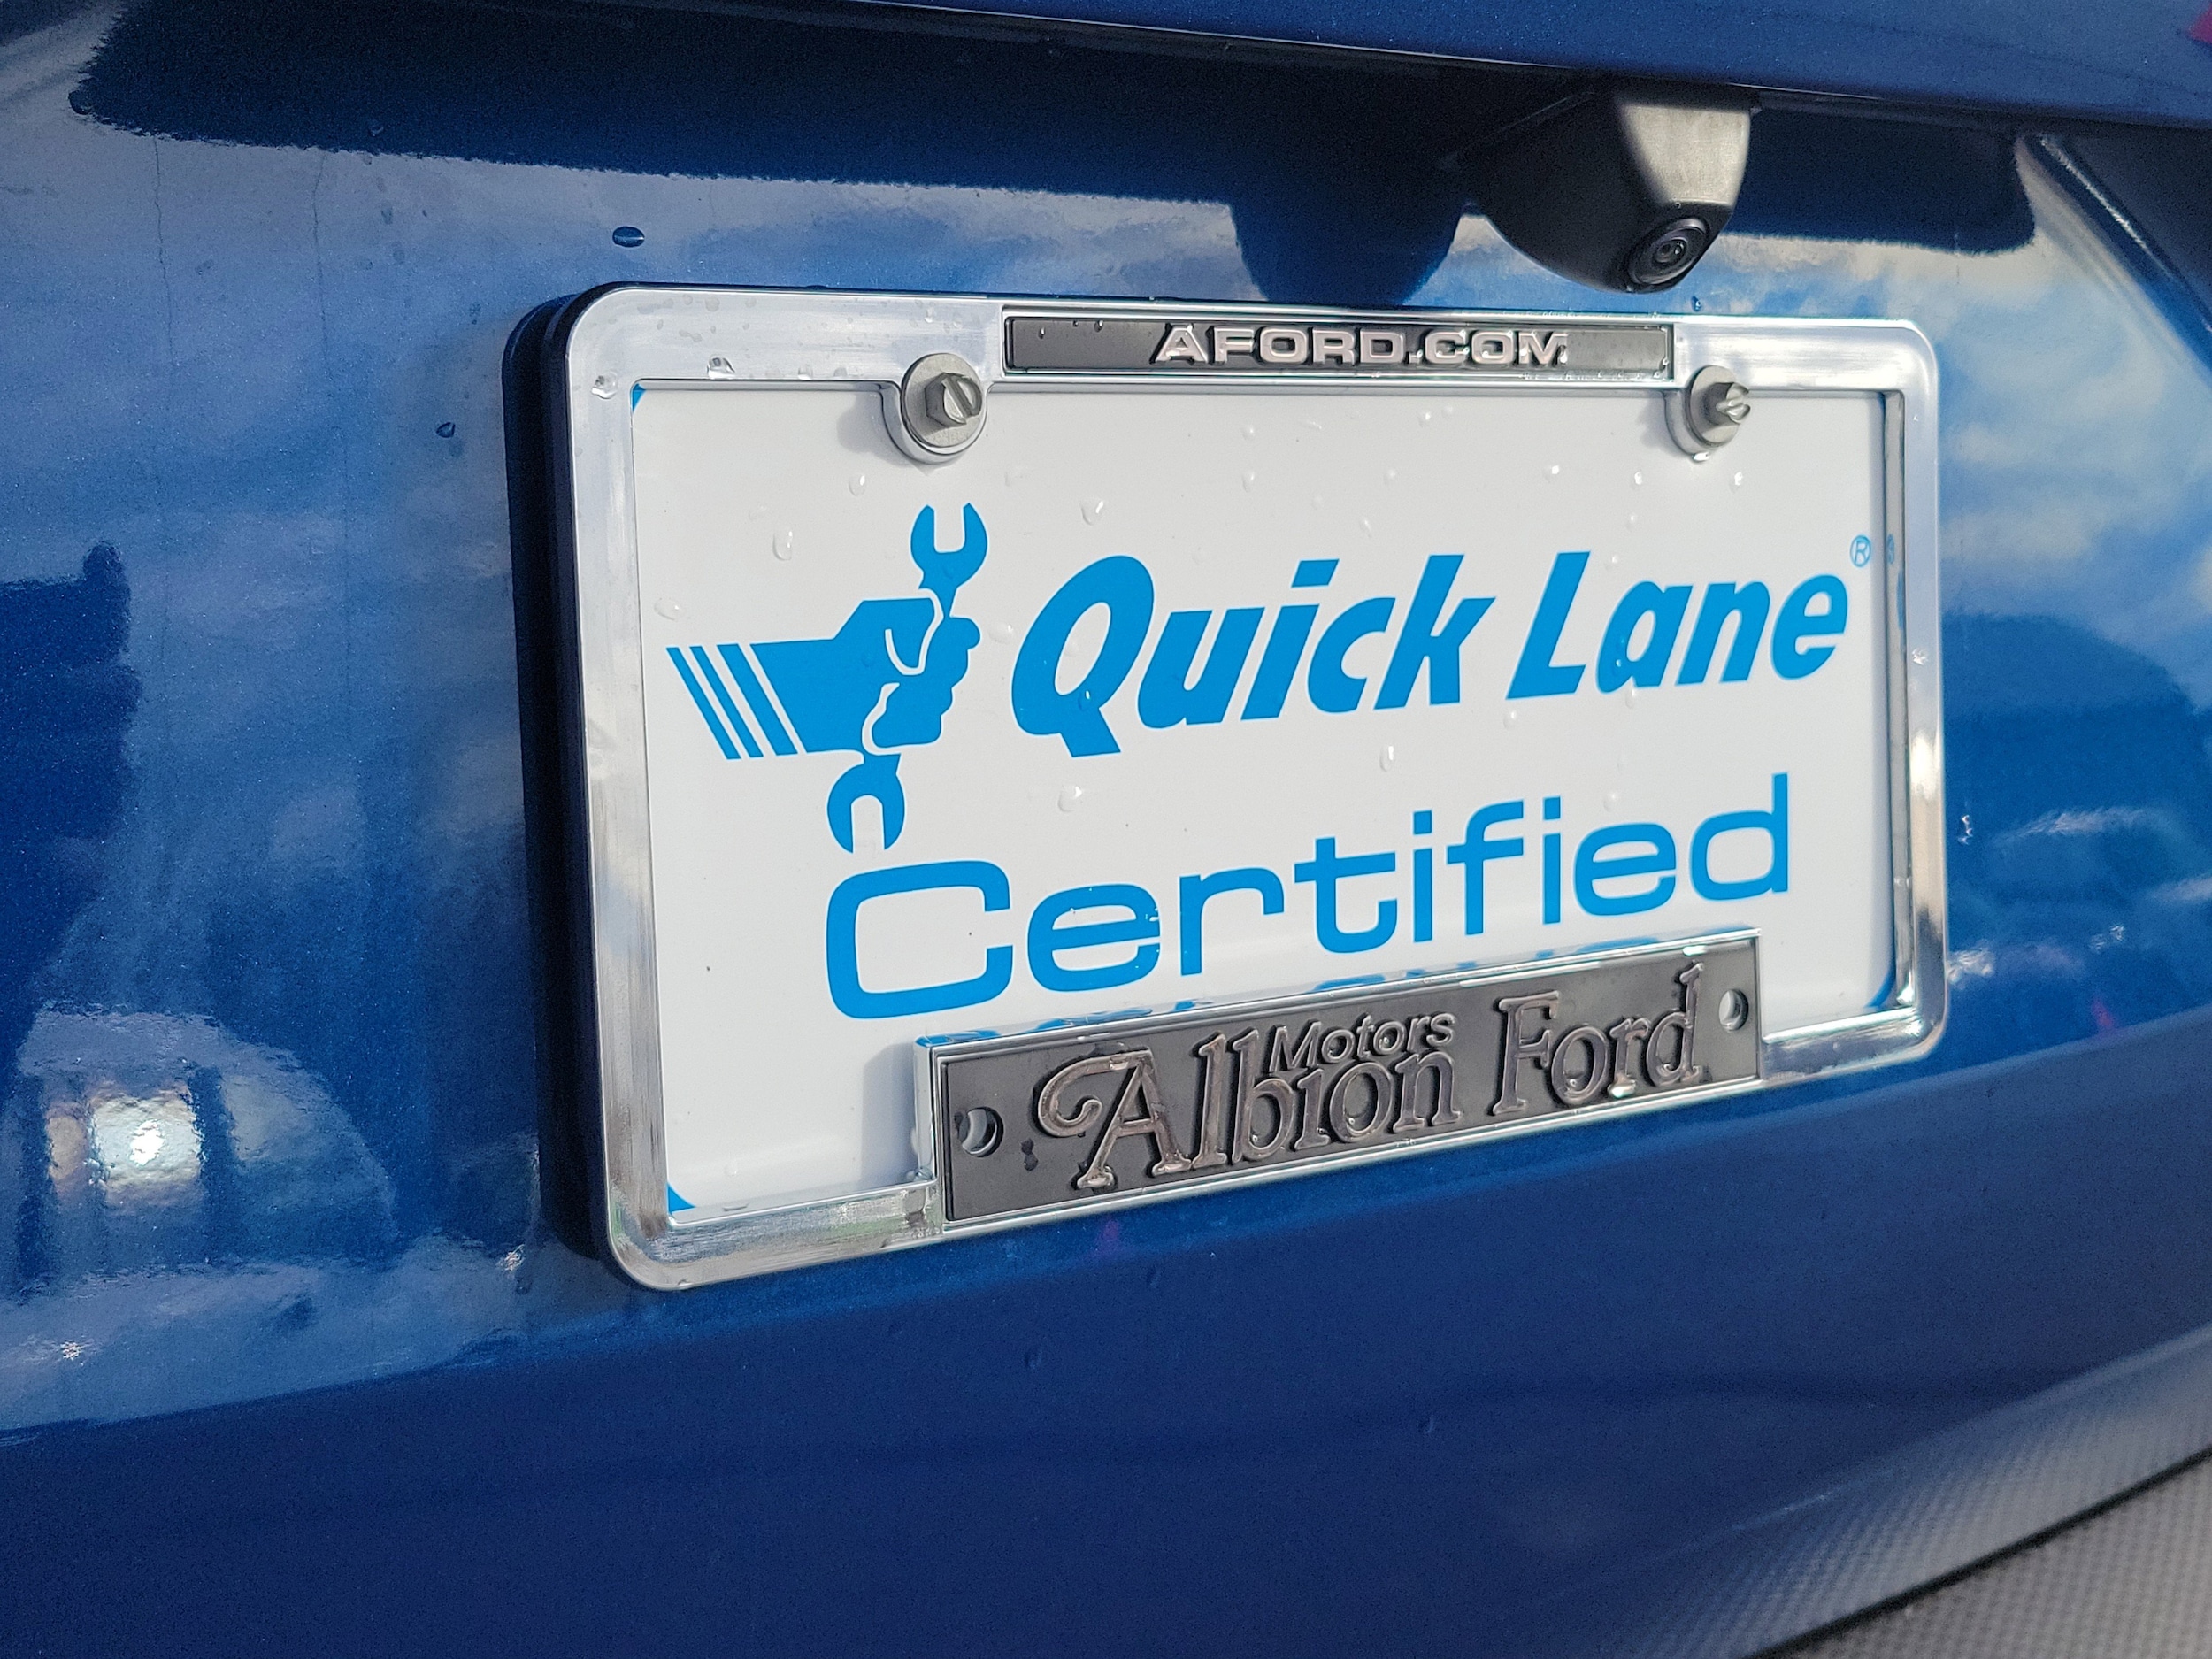 AFORD.COM
Quick Lane®
Certified
Motors
Albion Ford